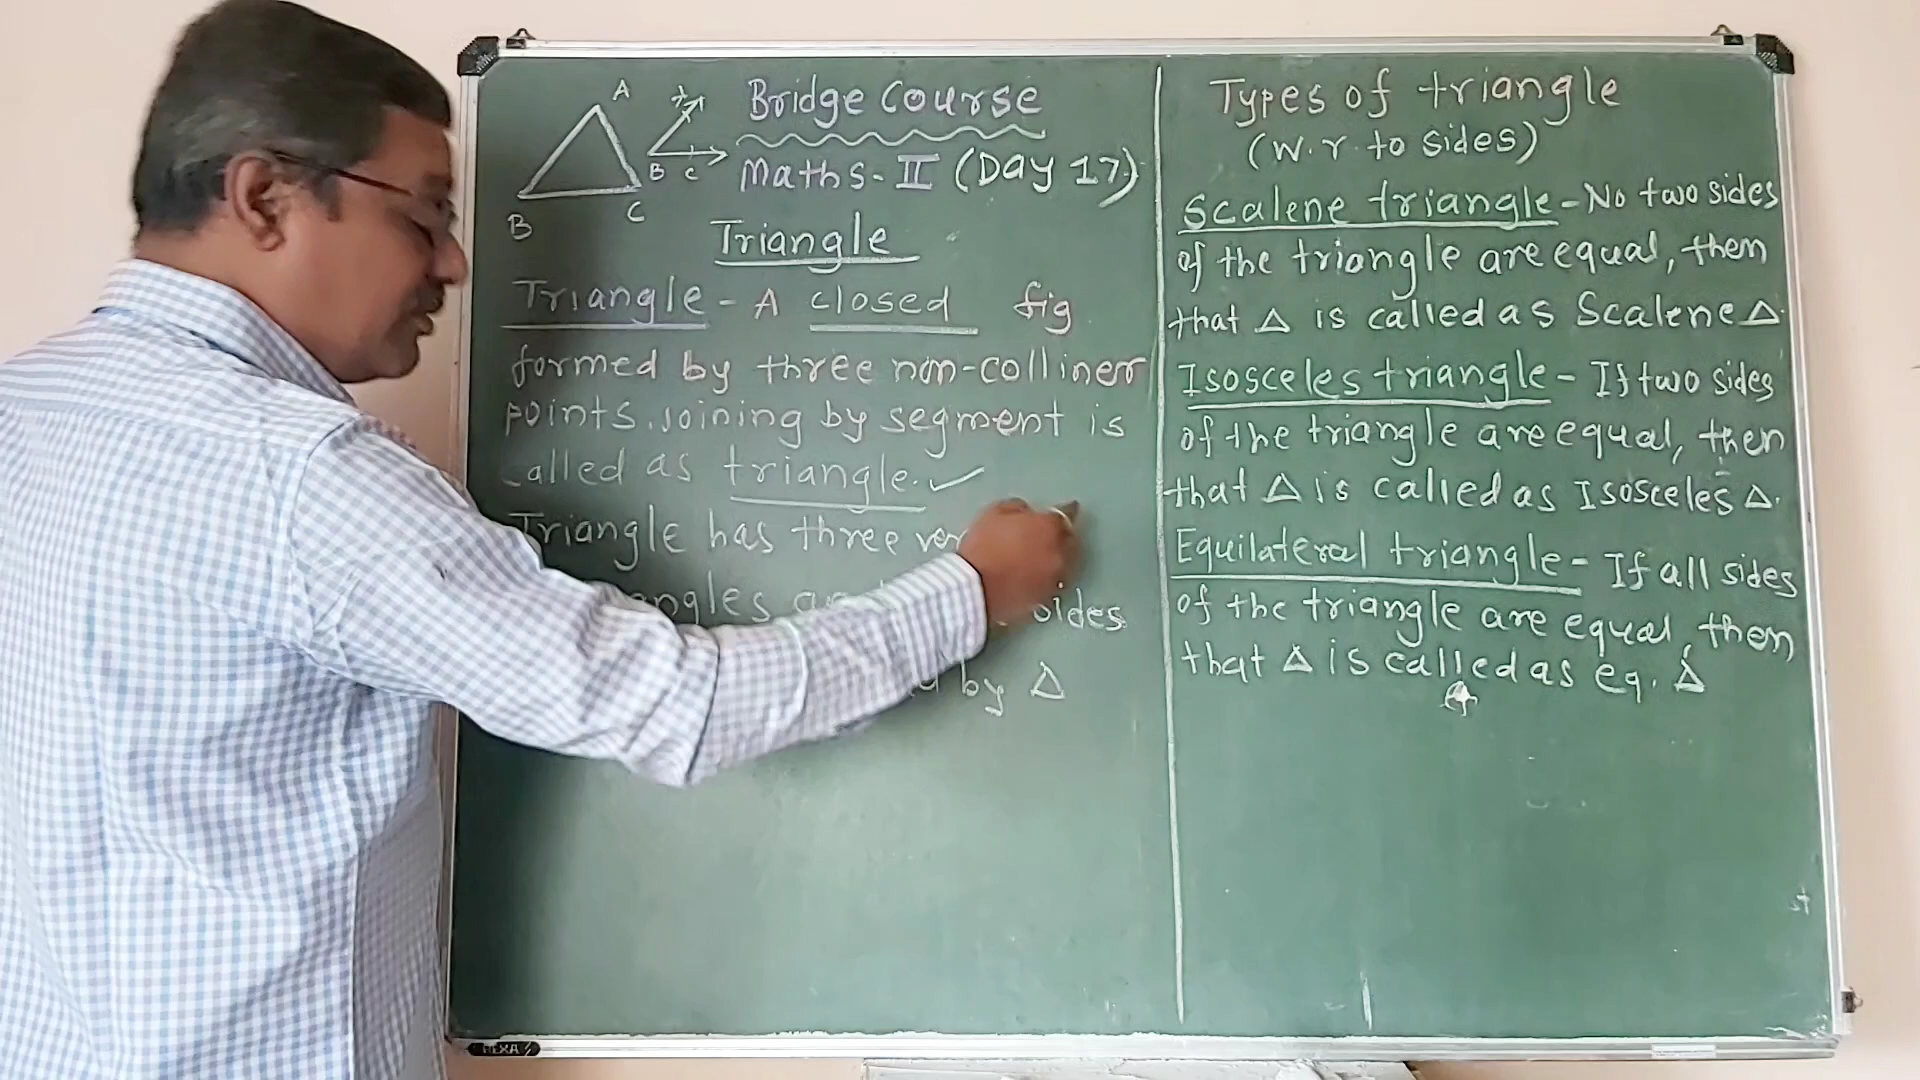 A
B
C
B
C
Bridge Course
Maths-II (Day 17)
Triangle
Triangle - A closed fig
formed by three non-colliner
points joining by segment is
called as triangle. ✓
Triangle has three
angles sides
by Δ
Types of triangle
(W.r.to sides)
Scalene triangle - No two sides
of the triangle are equal, then
that Δ is called as Scalene Δ.
Isosceles triangle - If two sides
of the triangle are equal, then
that Δ is called as Isosceles Δ.
Equilateral triangle - If all sides
of the triangle are equal, then
that Δ is called as eq. Δ
HEXA